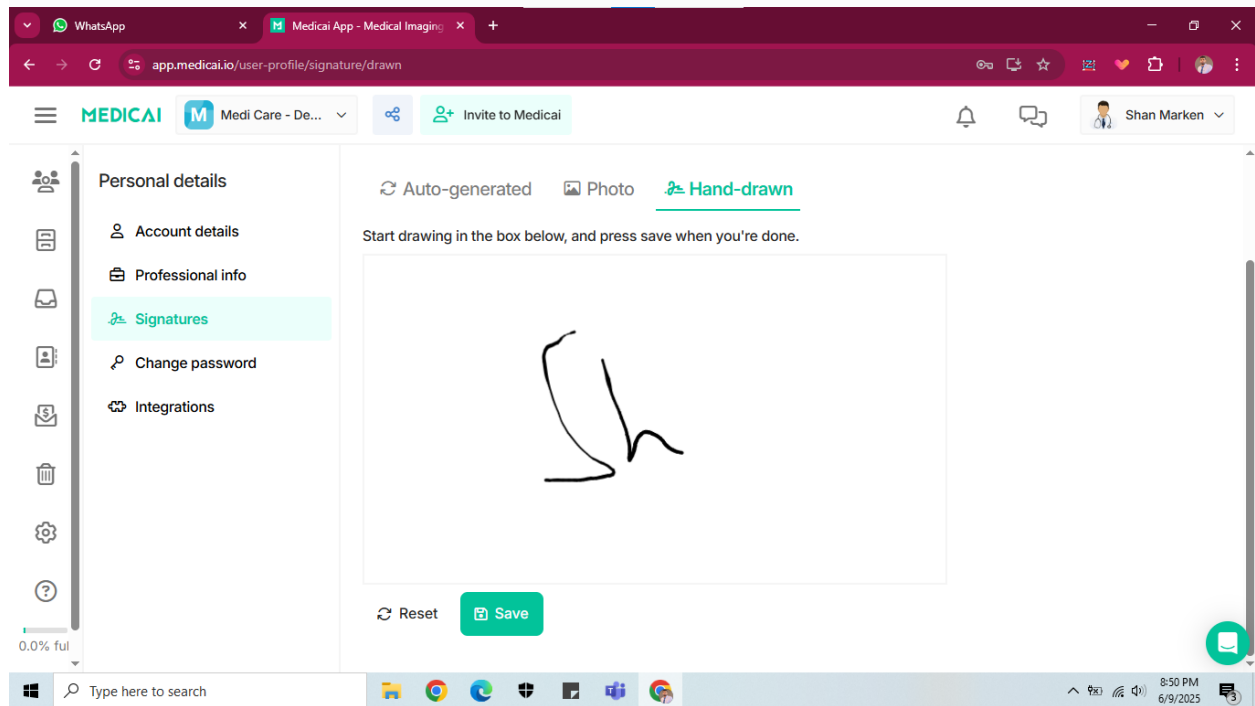 WhatsApp
Medicai App - Medical Imaging
app.medicai.io/user-profile/signature/drawn
MEDICAI
M Medi Care - De...
Invite to Medicai
Shan Marken
Personal details
Account details
Professional info
Signatures
Change password
Integrations
0.0% ful
Auto-generated Photo Hand-drawn
Start drawing in the box below, and press save when you're done.
Sh
Reset Save
Type here to search
8:50 PM
6/9/2025
3